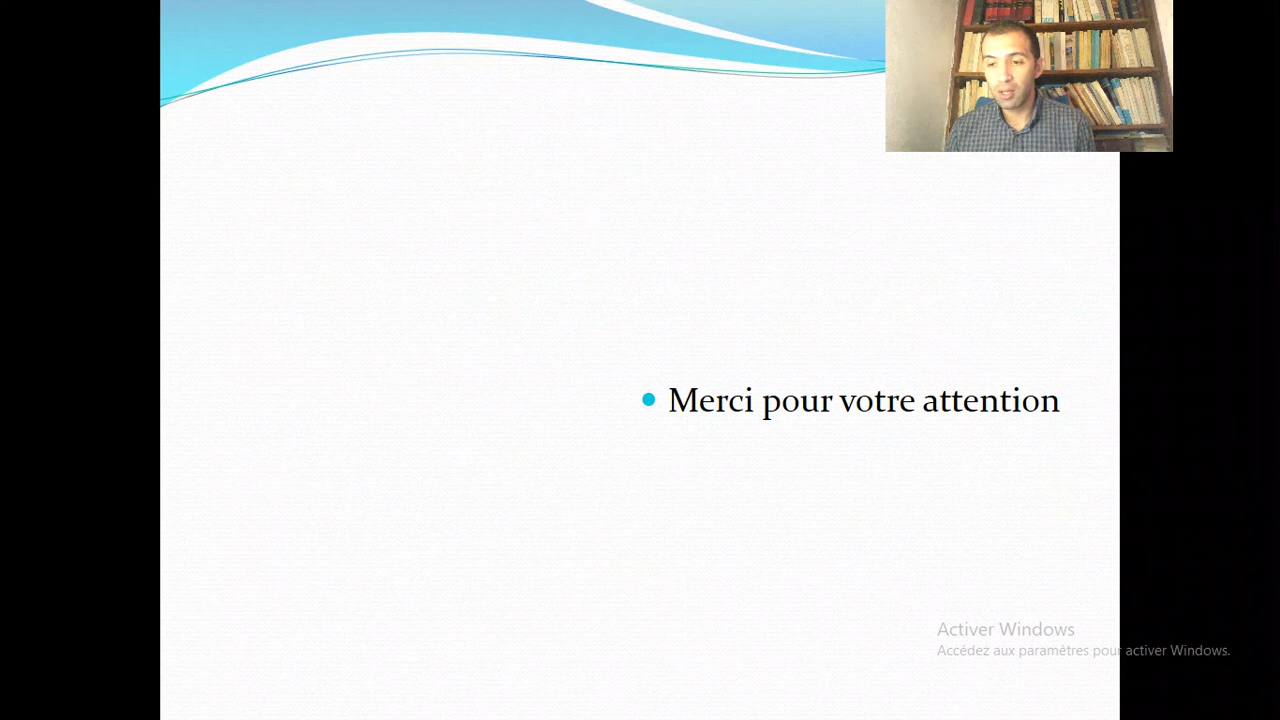 Merci pour votre attention
Activer Windows
Accédez aux paramètres pour activer Windows.